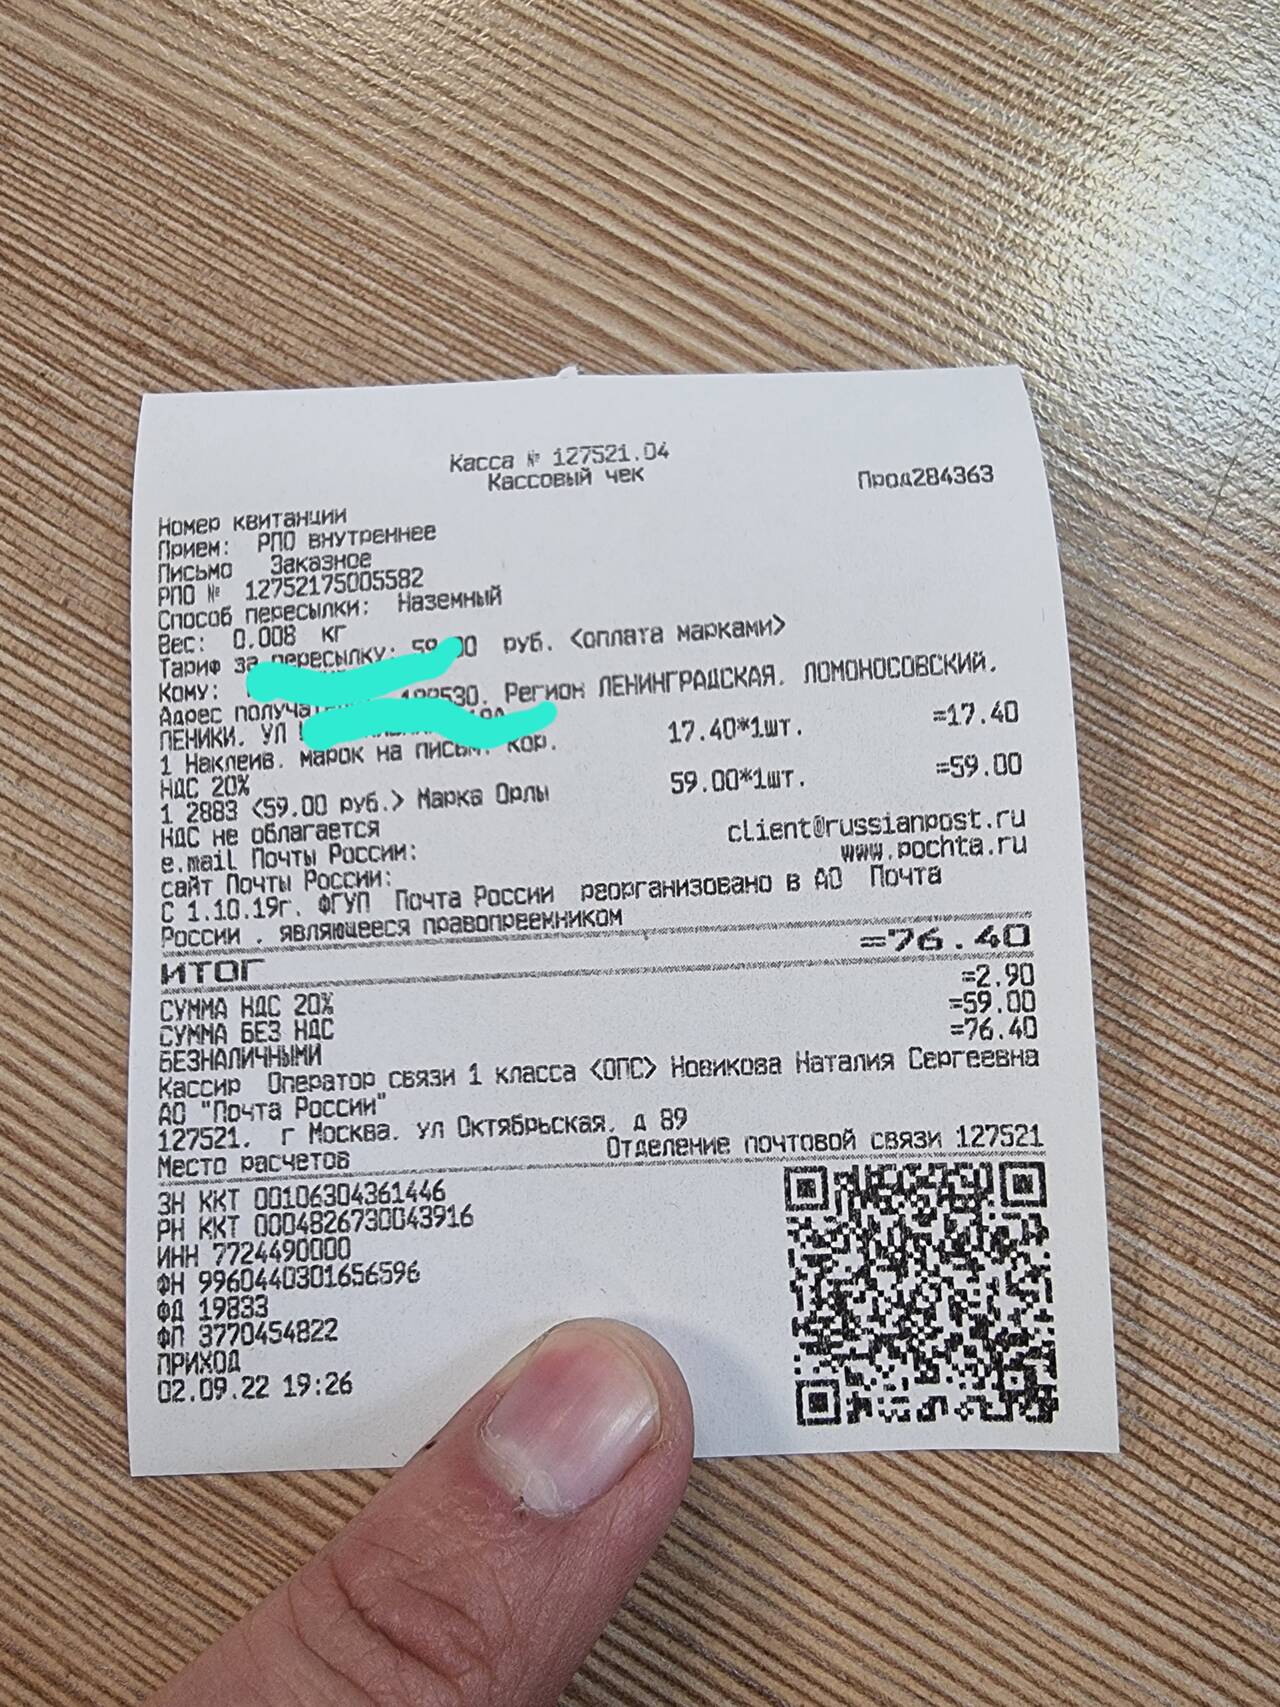 Касса № 127521.04
Кассовый чек
Прод284363
Номер квитанции
Прием: РПО внутреннее
Письмо Заказное
РПО № 12752175005582
Способ пересылки: Наземный
Вес: 0.008 кг
Тариф за пересылку: руб. <оплата марками>
Кому:
Адрес Регион ЛЕНИНГРАДСКАЯ, ЛОМОНОСОВСКИЙ,
ПЕНИКИ, УЛ
1 Наклеив. марок на письм. кор. 17.40*1шт. =17.40
НДС 20%
1 2883 <59.00 руб.> Марка Орлы 59.00*1шт. =59.00
НДС не облагается
e.mail Почты России: client@russianpost.ru
сайт Почты России: www.pochta.ru
С 1.10.19г. ФГУП Почта России реорганизовано в АО Почта
России , являющееся правопреемником
ИТОГ =76.40
СУММА НДС 20% =2.90
СУММА БЕЗ НДС =59.00
БЕЗНАЛИЧНЫМИ =76.40
Кассир Оператор связи 1 класса <ОПС> Новикова Наталия Сергеевна
АО "Почта России"
127521, г Москва, ул Октябрьская, д 89
Место расчетов Отделение почтовой связи 127521
ЗН ККТ 00106304361446
РН ККТ 0004826730043916
ИНН 7724490000
ФН 9960440301656596
ФД 19833
ФП 3770454822
ПРИХОД
02.09.22 19:26